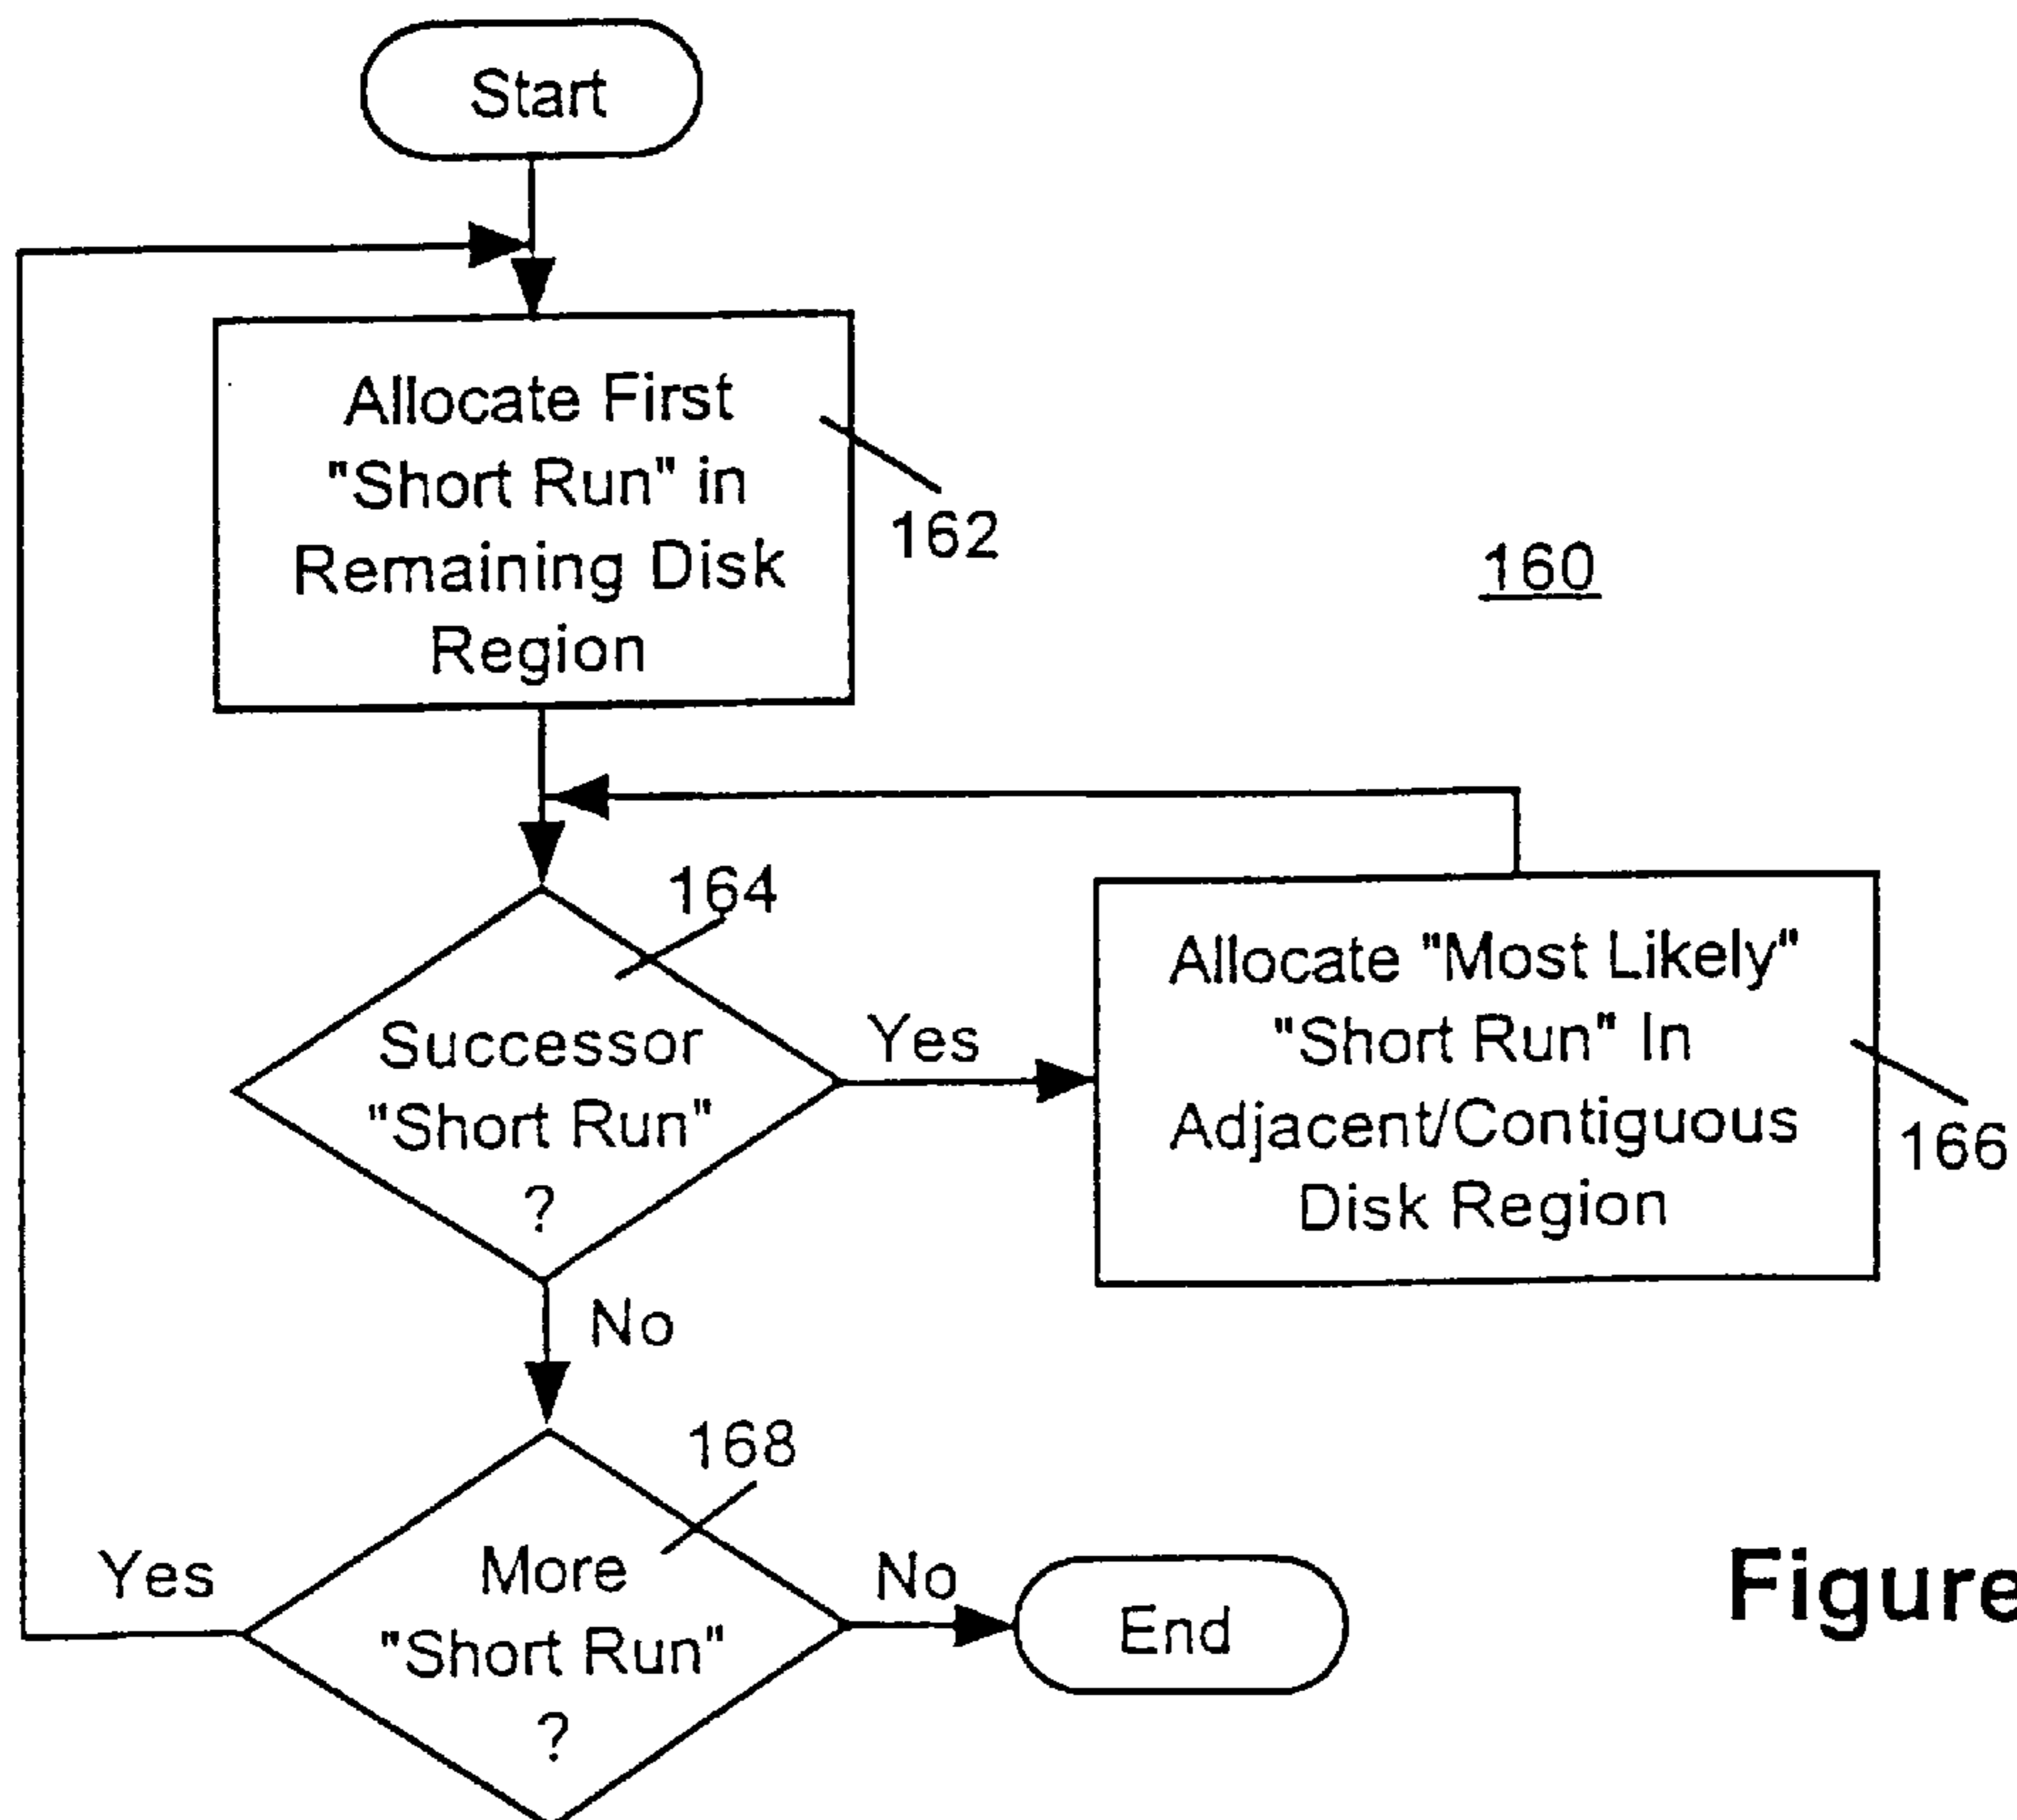 Start
Allocate First
"Short Run" in
Remaining Disk
Region
162
160
164
Successor
"Short Run"
?
Yes
Allocate "Most Likely"
"Short Run" In
Adjacent/Contiguous
Disk Region
166
No
168
More
"Short Run"
?
Yes
No
End
Figure